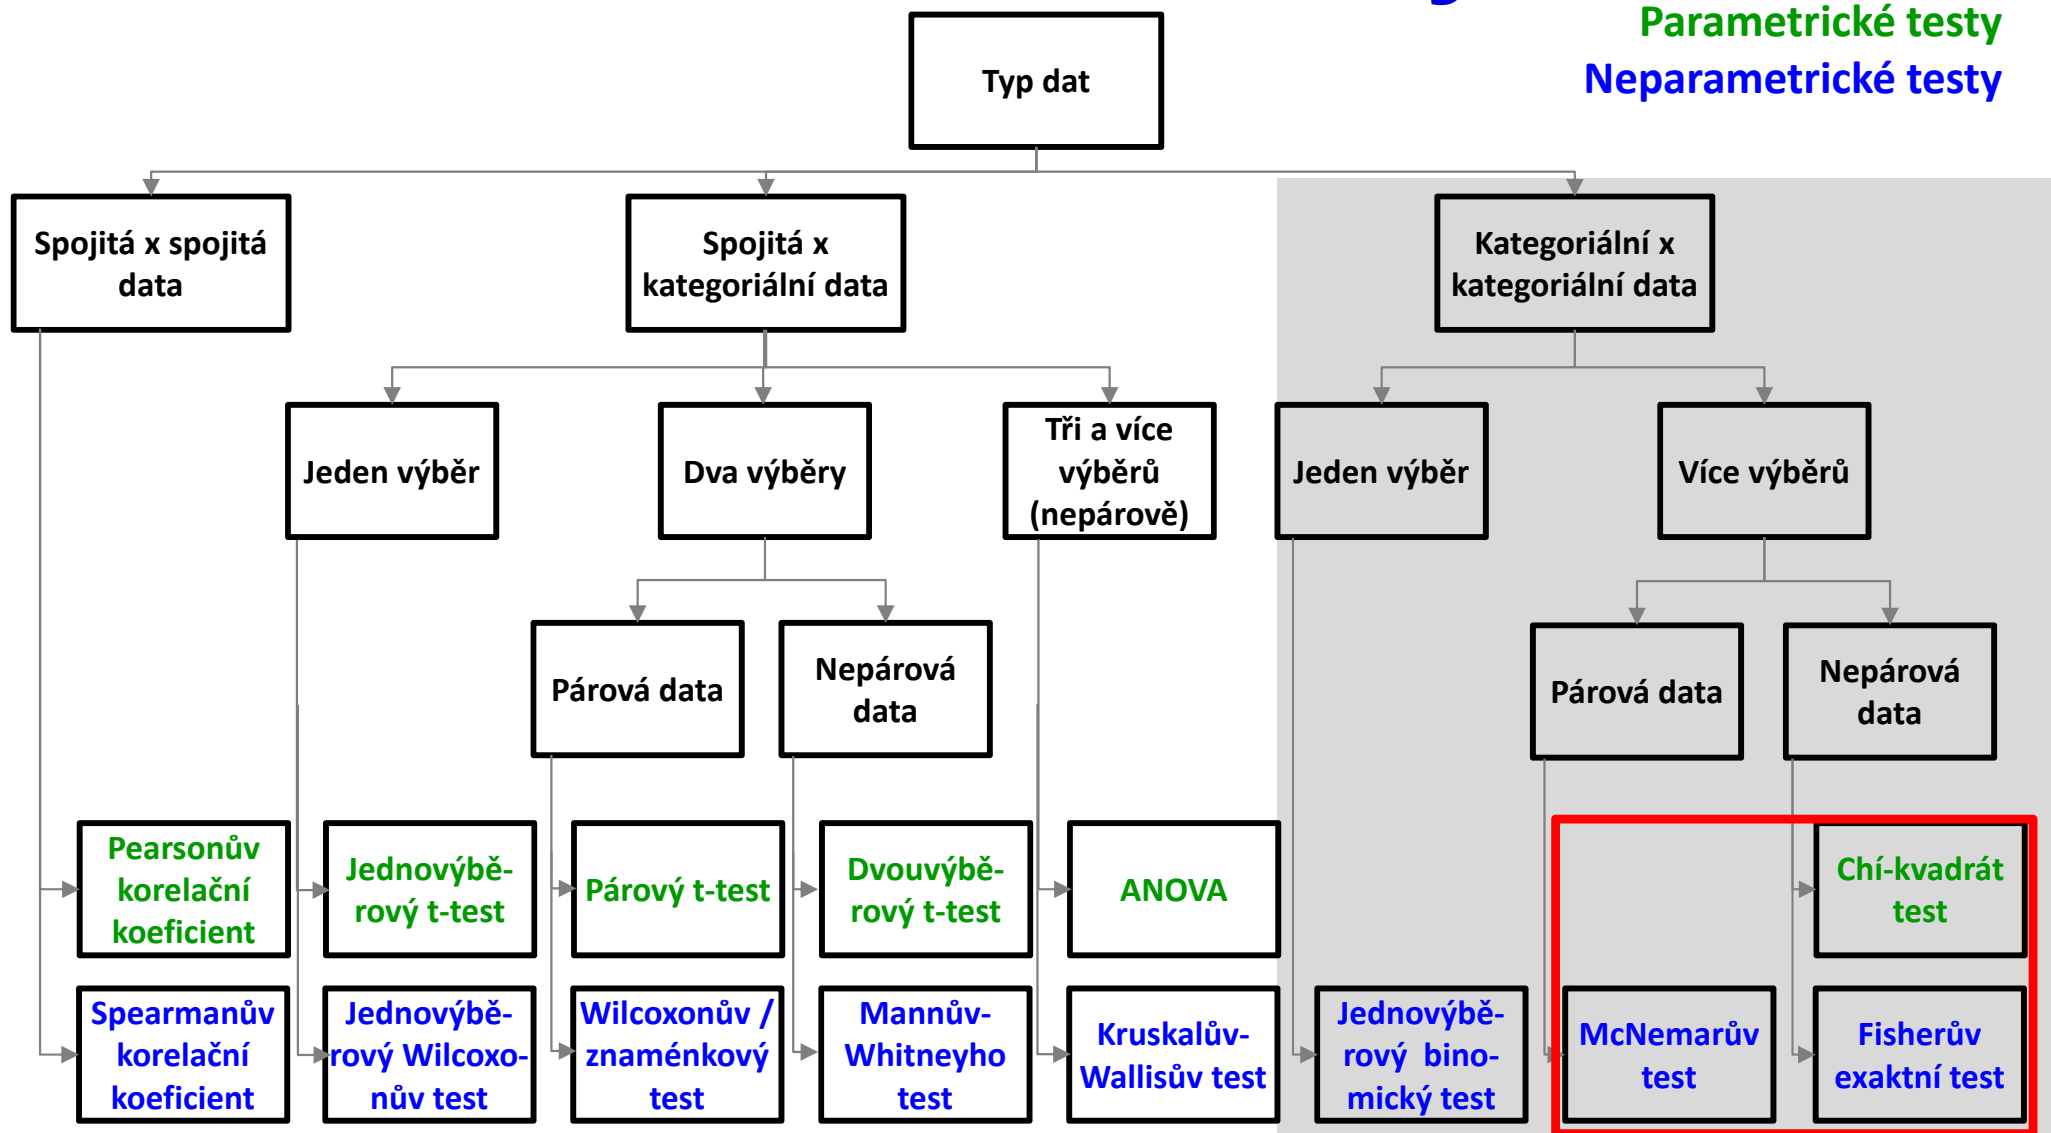 Parametrické testy
Neparametrické testy
Typ dat
Spojitá x spojitá
data
Spojitá x
kategoriální data
Kategoriální x
kategoriální data
Jeden výběr
Dva výběry
Tři a více
výběrů
(nepárově)
Jeden výběr
Více výběrů
Párová data
Nepárová
data
Párová data
Nepárová
data
Pearsonův
korelační
koeficient
Jednovýbě-
rový t-test
Párový t-test
Dvouvýbě-
rový t-test
ANOVA
Chí-kvadrát
test
Spearmanův
korelační
koeficient
Jednovýbě-
rový Wilcoxo-
nův test
Wilcoxonův /
znaménkový
test
Mannův-
Whitneyho
test
Kruskalův-
Wallisův test
Jednovýbě-
rový bino-
mický test
McNemarův
test
Fisherův
exaktní test